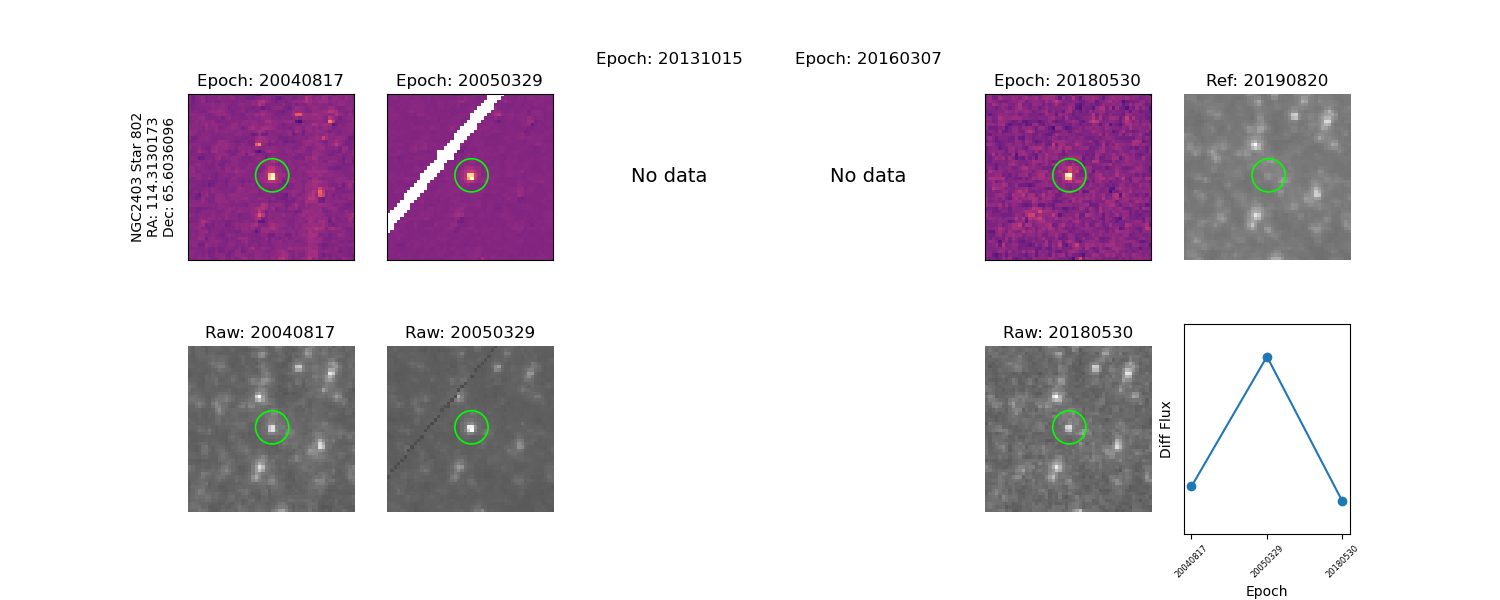 Epoch: 20040817
Epoch: 20050329
Epoch: 20131015
Epoch: 20160307
Epoch: 20180530
Ref: 20190820
NGC2403 Star 802
RA: 114.3130173
Dec: 65.6036096
No data
No data
Raw: 20040817
Raw: 20050329
Raw: 20180530
Diff Flux
20040817
20050329
20180530
Epoch